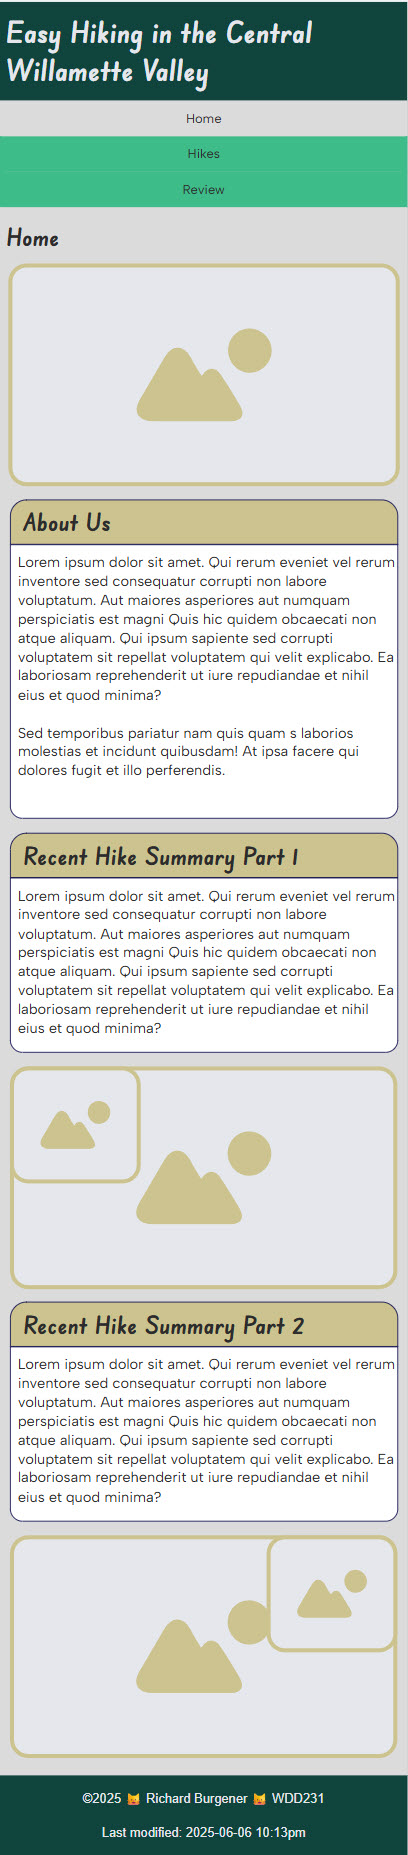 Easy Hiking in the Central
Willamette Valley
Home
Hikes
Review
Home
About Us
Lorem ipsum dolor sit amet. Qui rerum eveniet vel rerum
inventore sed consequatur corrupti non labore
voluptatum. Aut maiores asperiores aut numquam
perspiciatis est magni Quis hic quidem obcaecati non
atque aliquam. Qui ipsum sapiente sed corrupti
voluptatem sit repellat voluptatem qui velit explicabo. Ea
laboriosam reprehenderit ut iure repudiandae et nihil
eius et quod minima?
Sed temporibus pariatur nam quis quam s laborios
molestias et incidunt quibusdam! At ipsa facere qui
dolores fugit et illo perferendis.
Recent Hike Summary Part 1
Lorem ipsum dolor sit amet. Qui rerum eveniet vel rerum
inventore sed consequatur corrupti non labore
voluptatum. Aut maiores asperiores aut numquam
perspiciatis est magni Quis hic quidem obcaecati non
atque aliquam. Qui ipsum sapiente sed corrupti
voluptatem sit repellat voluptatem qui velit explicabo. Ea
laboriosam reprehenderit ut iure repudiandae et nihil
eius et quod minima?
Recent Hike Summary Part 2
Lorem ipsum dolor sit amet. Qui rerum eveniet vel rerum
inventore sed consequatur corrupti non labore
voluptatum. Aut maiores asperiores aut numquam
perspiciatis est magni Quis hic quidem obcaecati non
atque aliquam. Qui ipsum sapiente sed corrupti
voluptatem sit repellat voluptatem qui velit explicabo. Ea
laboriosam reprehenderit ut iure repudiandae et nihil
eius et quod minima?
©2025 😼 Richard Burgener 😼 WDD231
Last modified: 2025-06-06 10:13pm